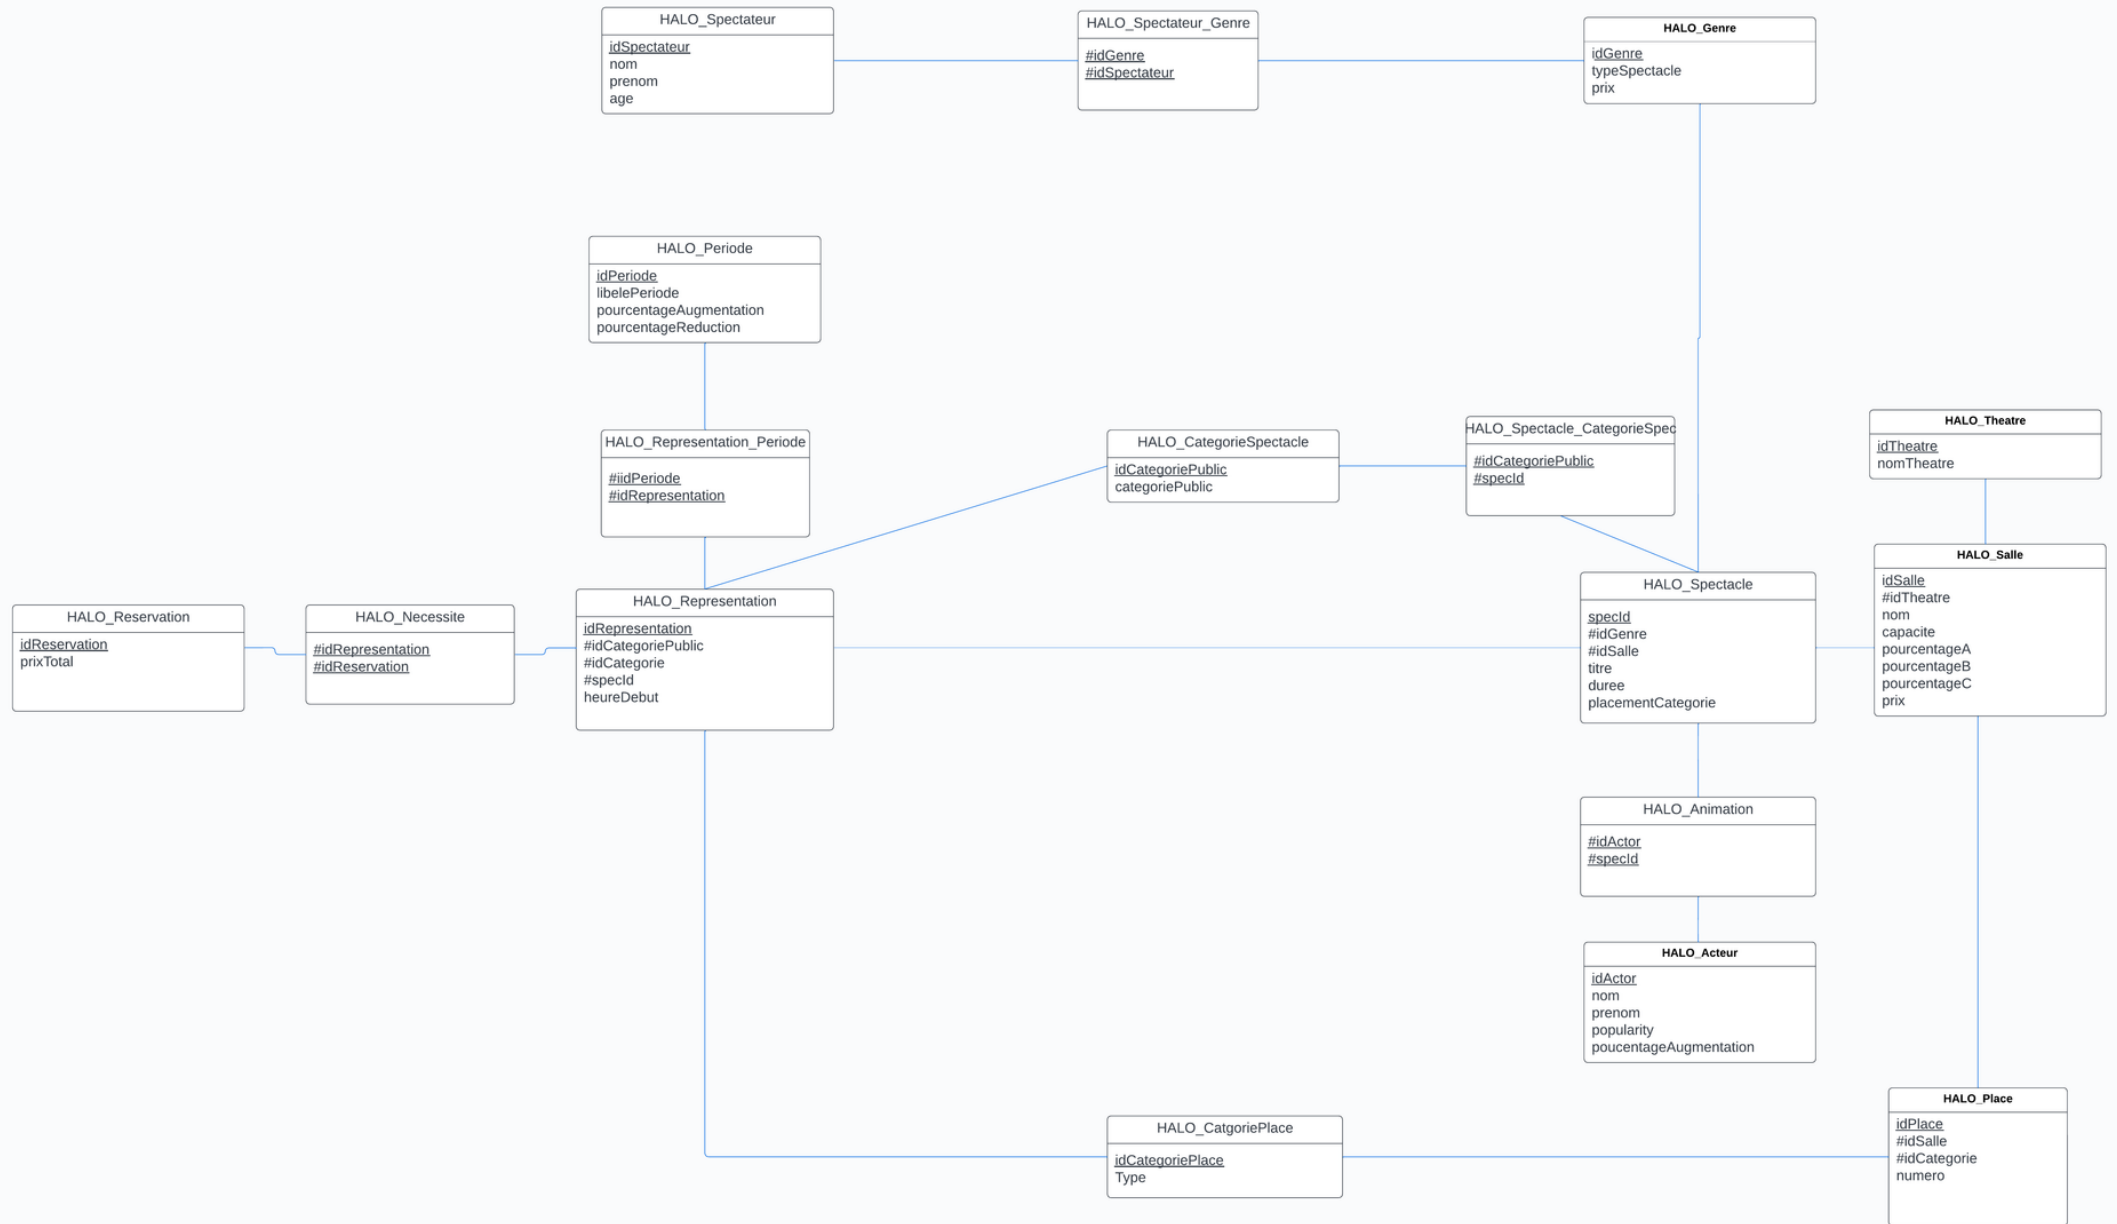 HALO_Spectateur
idSpectateur
nom
prenom
age
HALO_Spectateur_Genre
#idGenre
#idSpectateur
HALO_Genre
idGenre
typeSpectacle
prix
HALO_Periode
idPeriode
libelePeriode
pourcentageAugmentation
pourcentageReduction
HALO_Representation_Periode
#iidPeriode
#idRepresentation
HALO_CategorieSpectacle
idCategoriePublic
categoriePublic
HALO_Spectacle_CategorieSpec
#idCategoriePublic
#specId
HALO_Theatre
idTheatre
nomTheatre
HALO_Reservation
idReservation
prixTotal
HALO_Necessite
#idRepresentation
#idReservation
HALO_Representation
idRepresentation
#idCategoriePublic
#idCategorie
#specId
heureDebut
HALO_Spectacle
specId
#idGenre
#idSalle
titre
duree
placementCategorie
HALO_Salle
idSalle
#idTheatre
nom
capacite
pourcentageA
pourcentageB
pourcentageC
prix
HALO_Animation
#idActor
#specId
HALO_Acteur
idActor
nom
prenom
popularity
poucentageAugmentation
HALO_CatgoriePlace
idCategoriePlace
Type
HALO_Place
idPlace
#idSalle
#idCategorie
numero